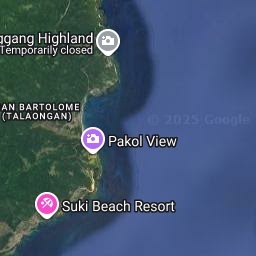 ggang Highland
Temporarily closed
AN BARTOLOME
(TALAONGAN)
© 2025 Google
Pakol View
Suki Beach Resort